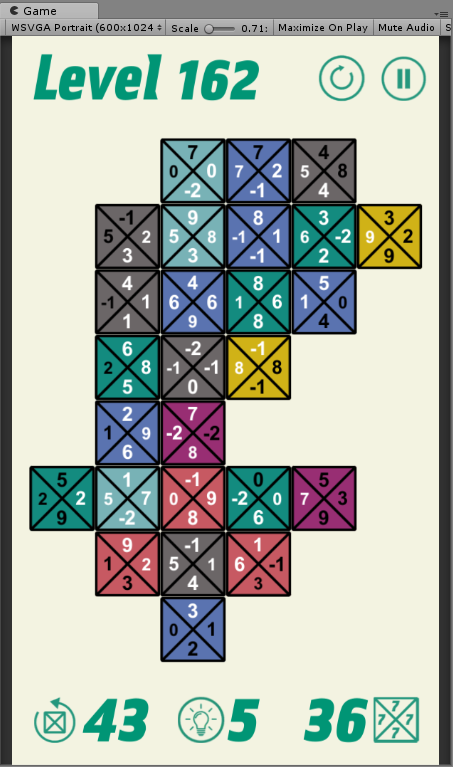 Game
WSVGA Portrait (600x1024 Scale 0.71: Maximize On Play Mute Audio S
Level 162
7 7 4
0 0 7 2 5 8
-2 -1 4
-1 9 8 3 3
5 2 5 8 -1 1 6 -2 9 2
3 3 -1 2 9
4 4 8 5
-1 1 6 6 1 6 1 0
1 9 8 4
6 -2 -1
2 8 -1 -1 8 8
5 0 -1
2 7
1 9 -2 -2
6 8
5 1 -1 0 5
2 2 5 7 0 9 -2 0 7 3
9 -2 8 6 9
9 -1 1
1 2 5 1 6 -1
3 4 3
3
0 1
2
43 5 36 7
7 7
7